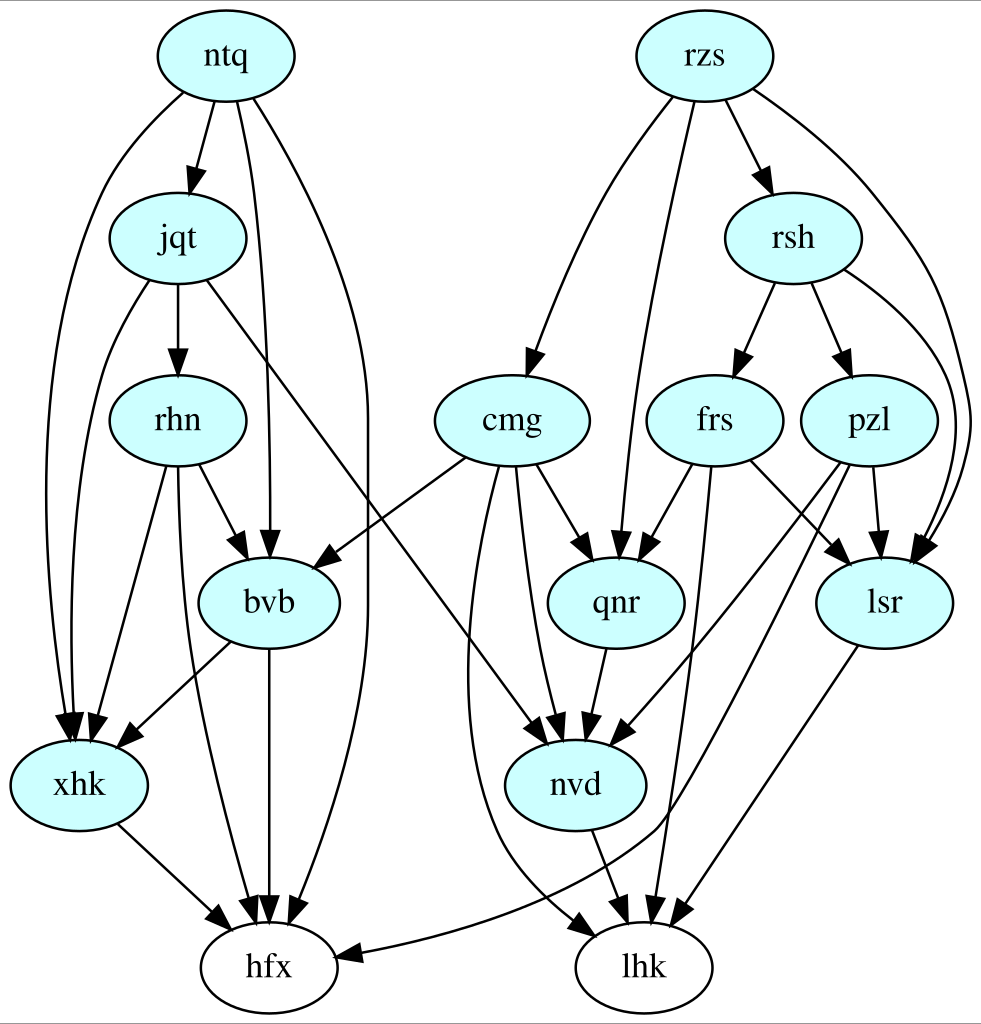 ntq
rzs
jqt
rsh
rhn
cmg
frs
pzl
bvb
qnr
lsr
xhk
nvd
hfx
lhk